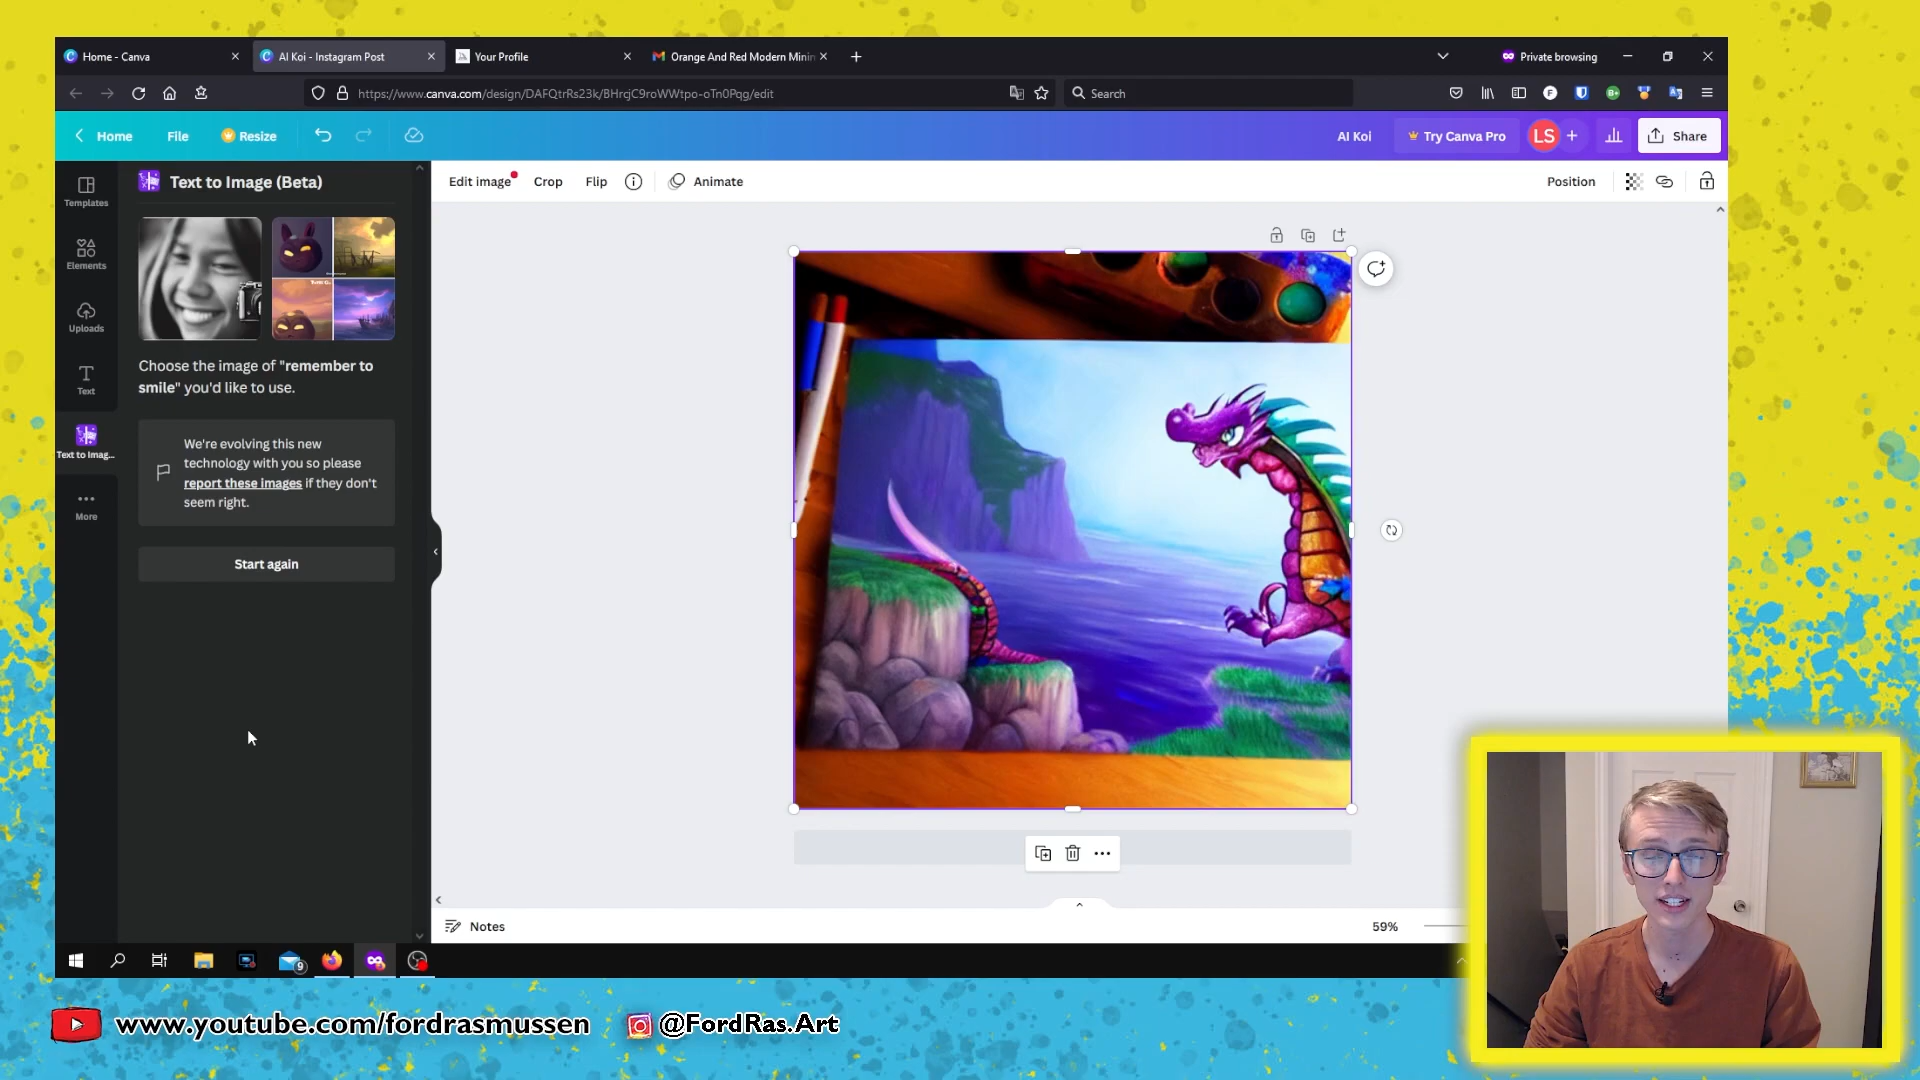 Home - Canva
AI Koi - Instagram Post
Your Profile
Orange And Red Modern Minin
Private browsing
https://www.canva.com/design/DAFQtrRs23k/BHrcjC9roWWtpo-oTn0Pqg/edit
Search
Home
File
Resize
AI Koi
Try Canva Pro
LS
Share
Text to Image (Beta)
Edit image
Crop
Flip
Animate
Position
Templates
Elements
Uploads
Text
Text to Imag...
More
Choose the image of "remember to
smile" you'd like to use.
We're evolving this new
technology with you so please
report these images if they don't
seem right.
Start again
Notes
59%
9
www.youtube.com/fordrasmussen
@FordRas.Art